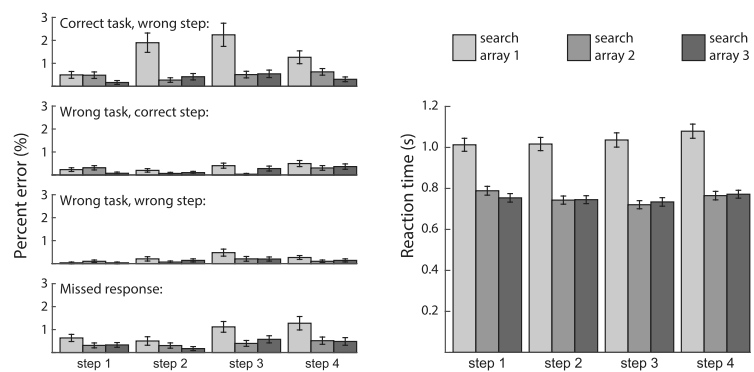 Percent error (%)
Correct task, wrong step:
3
2
1
Wrong task, correct step:
3
2
1
Wrong task, wrong step:
3
2
1
Missed response:
3
2
1
step 1 step 2 step 3 step 4
search array 1
search array 2
search array 3
Reaction time (s)
1.2
1.0
0.8
0.6
0.4
0.2
step 1 step 2 step 3 step 4